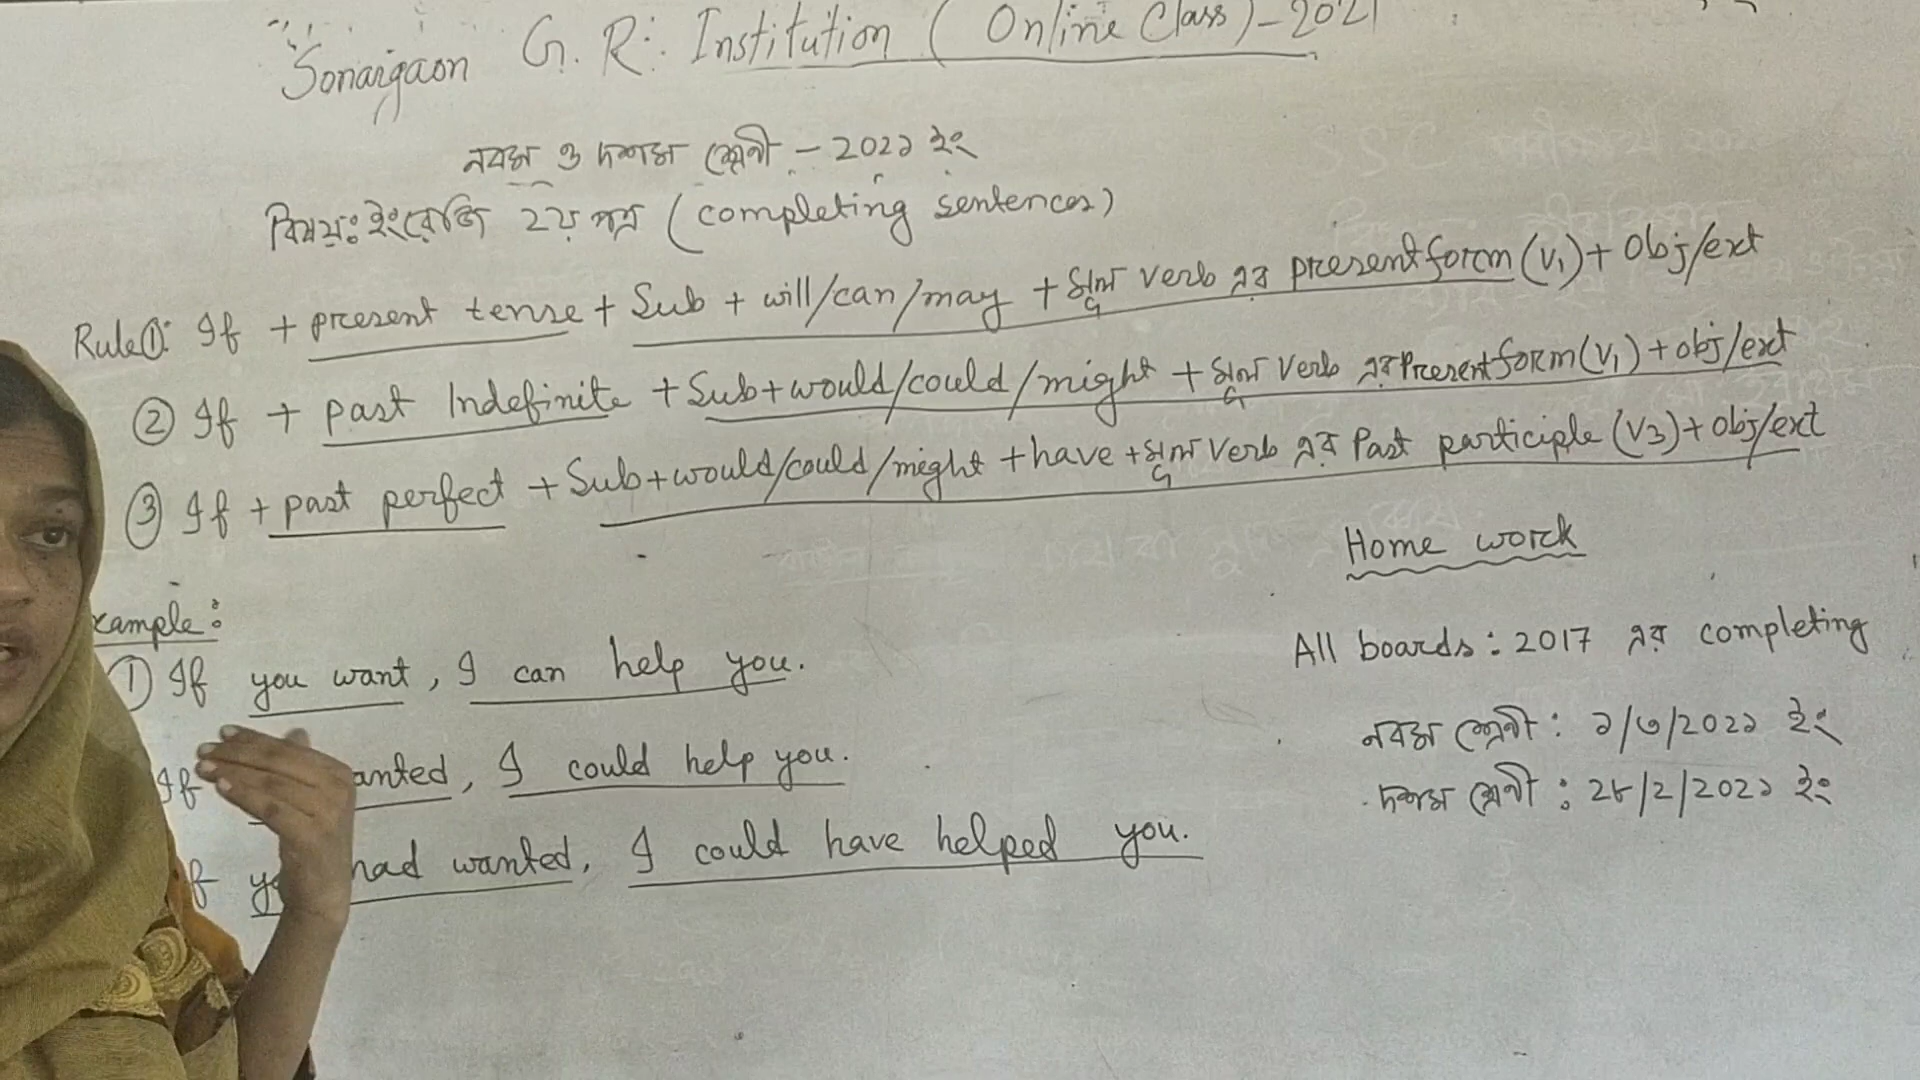 Sonargaon G. R. Institution (Online Class)-2021
নবম ও দশম শ্রেণী - 2০2১ ইং
বিষয়ঃ ইংরেজি ২য় পত্র (completing sentences)
Rule①: If + present tense + Sub + will/can/may + মূল verb এর present form (V₁) + Obj/ext
② If + past Indefinite + Sub+would/could/might + মূল Verb এর Present form (V₁) + obj/ext
③ If + past perfect + Sub+would/could/might + have + মূল Verb এর Past participle (V3) + obj/ext
Home work
xample:
① If you want, I can help you.
All boards : 2017 এর completing
নবম শ্রেণী : ১/৩/2০2১ ইং
If anted, I could help you.
দশম শ্রেণী : ২৮/২/2০2১ ইং
f y had wanted, I could have helped you.